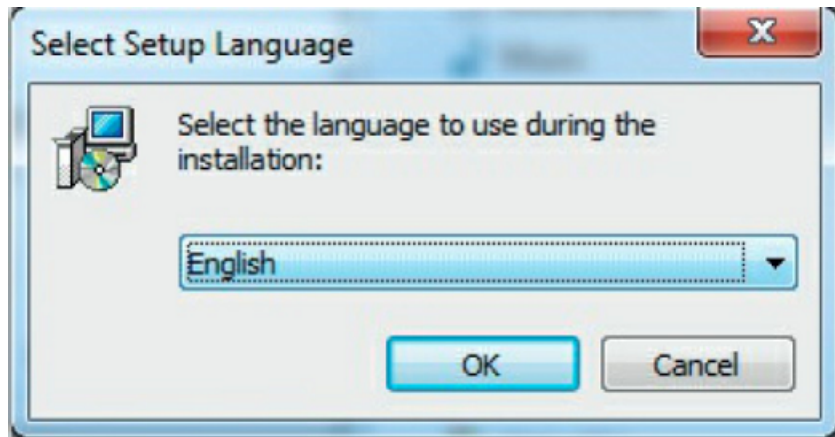 Select Setup Language
Select the language to use during the
installation:
English
OK
Cancel